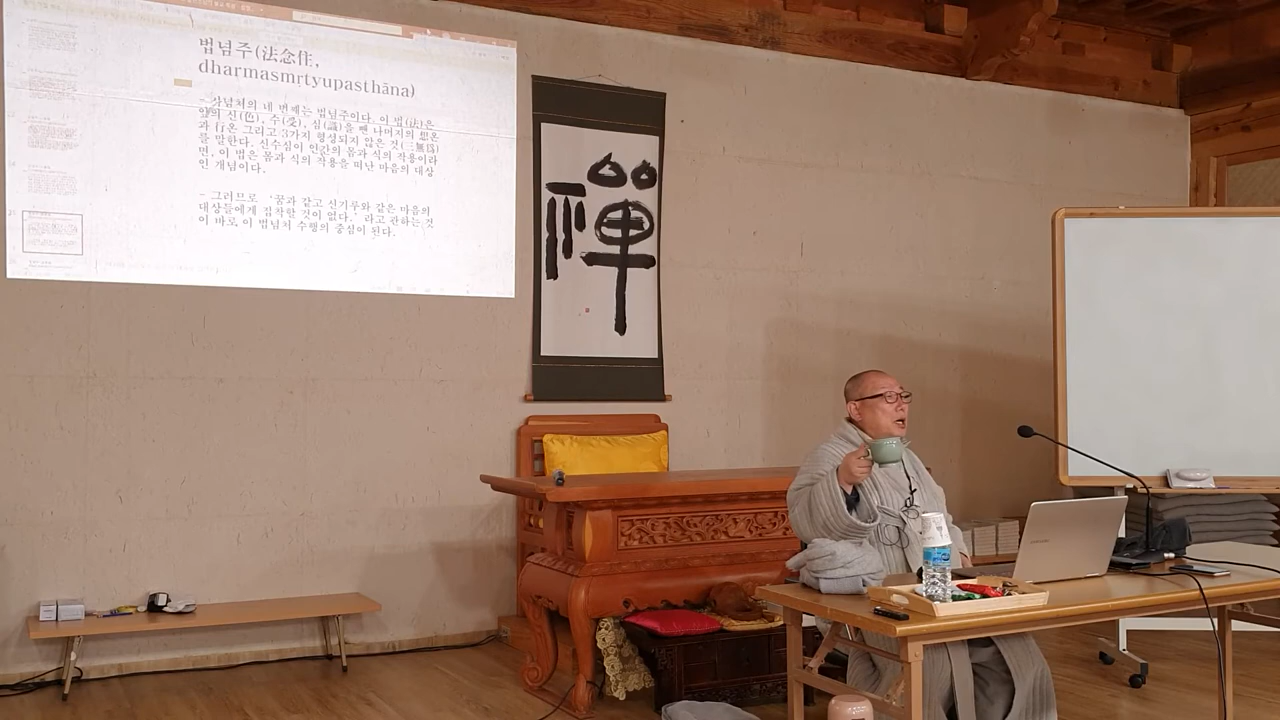 법념주(法念住,
dharmasmṛtyupasthāna)
- 사념처의 네 번째는 법념주이다. 이 법(法)은
앞의 신(色), 수(受), 심(識)을 뺀 나머지의 想온
과 行온 그리고 3가지 형성되지 않은 것(三無爲)
를 말한다. 신수심이 인간의 몸과 식의 작용이라
면, 이 법은 몸과 식의 작용을 떠난 마음의 대상
인 개념이다.
- 그러므로 '꿈과 같고 신기루와 같은 마음의
대상들에게 집착할 것이 없다.' 라고 관하는 것
이 바로 이 법념처 수행의 중심이 된다.
禪
SAMSUNG